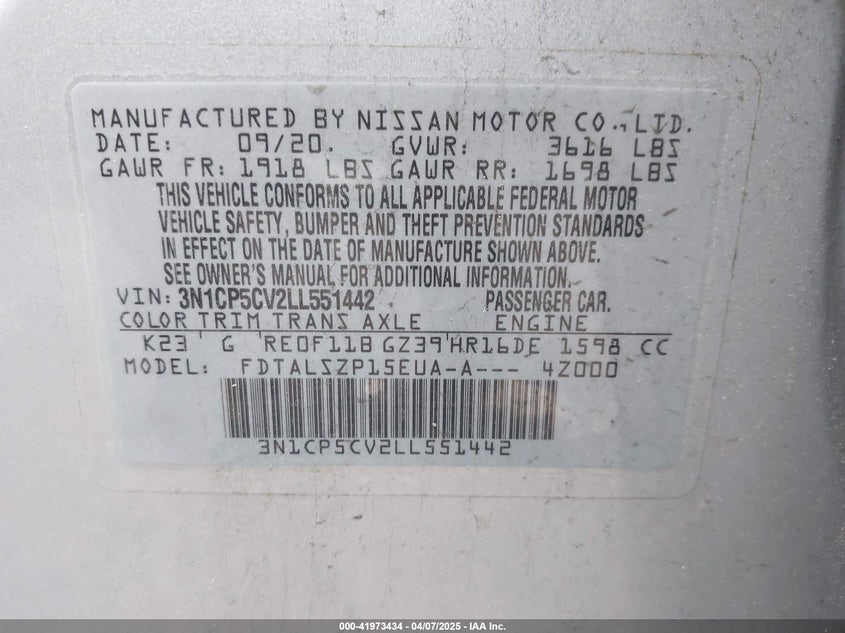 MANUFACTURED BY NISSAN MOTOR CO., LTD.
DATE: 09/20. GVWR: 3616 LBS
GAWR FR: 1918 LBS GAWR RR: 1698 LBS
THIS VEHICLE CONFORMS TO ALL APPLICABLE FEDERAL MOTOR
VEHICLE SAFETY, BUMPER AND THEFT PREVENTION STANDARDS
IN EFFECT ON THE DATE OF MANUFACTURE SHOWN ABOVE.
SEE OWNER'S MANUAL FOR ADDITIONAL INFORMATION.
VIN: 3N1CP5CV2LL551442 PASSENGER CAR.
COLOR TRIM TRANS AXLE ENGINE
K23 G RE0F11B GZ39 HR16DE 1598 CC
MODEL: FDTALSZP15EUA-A--- 4Z000
3N1CP5CV2LL551442
000-41973434 - 04/07/2025 - IAA Inc.